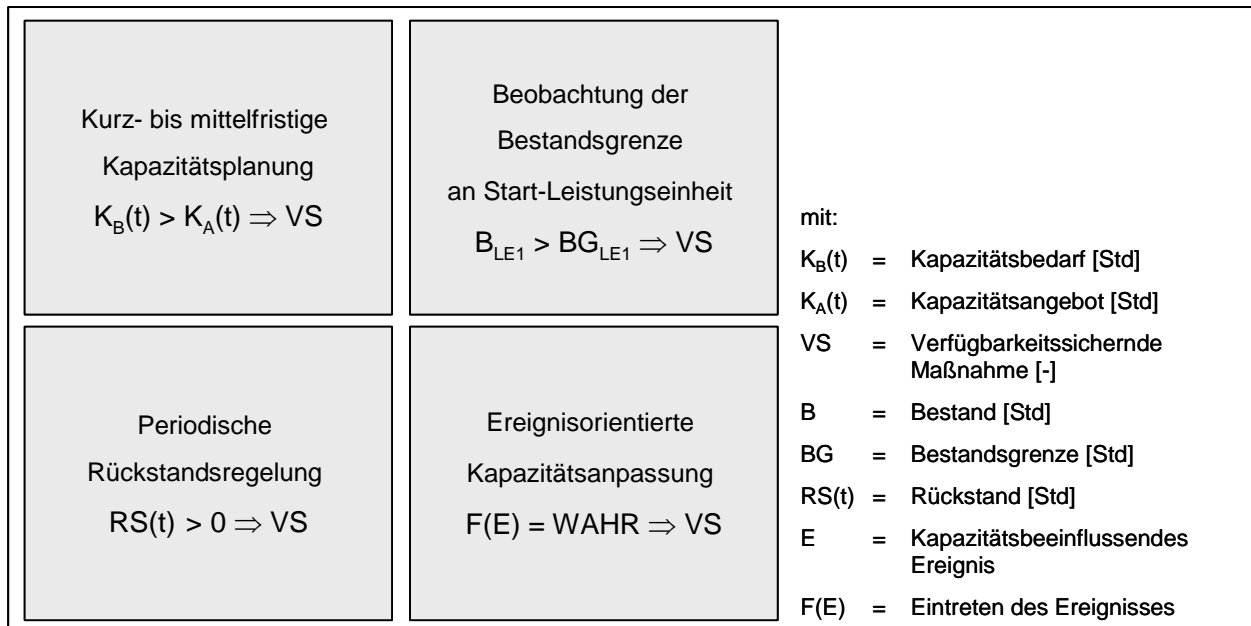 Kurz- bis mittelfristige
Kapazitätsplanung
K_B(t) > K_A(t) ⇒ VS
Beobachtung der
Bestandsgrenze
an Start-Leistungseinheit
B_LE1 > BG_LE1 ⇒ VS
Periodische
Rückstandsregelung
RS(t) > 0 ⇒ VS
Ereignisorientierte
Kapazitätsanpassung
F(E) = WAHR ⇒ VS
mit:
K_B(t) = Kapazitätsbedarf [Std]
K_A(t) = Kapazitätsangebot [Std]
VS = Verfügbarkeitssichernde
Maßnahme [-]
B = Bestand [Std]
BG = Bestandsgrenze [Std]
RS(t) = Rückstand [Std]
E = Kapazitätsbeeinflussendes
Ereignis
F(E) = Eintreten des Ereignisses